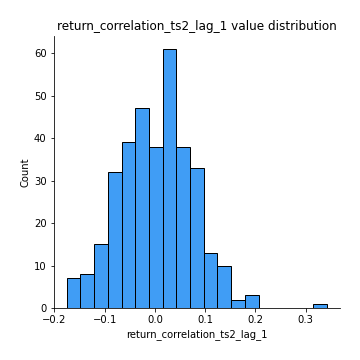 return_correlation_ts2_lag_1 value distribution
60
50
40
30
20
10
0
Count
-0.2 -0.1 0.0 0.1 0.2 0.3
return_correlation_ts2_lag_1